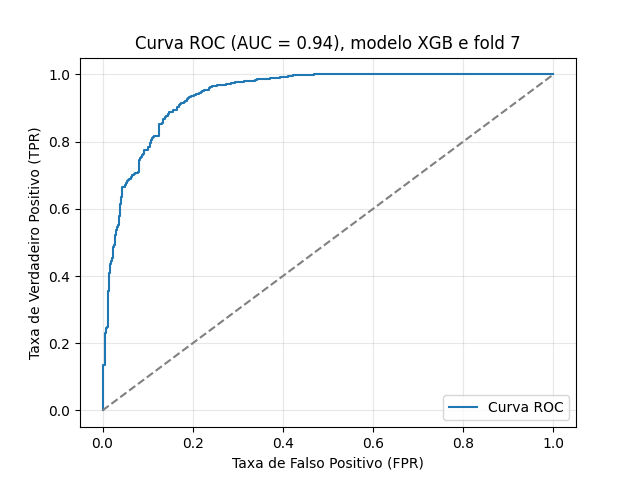 Curva ROC (AUC = 0.94), modelo XGB e fold 7
Taxa de Verdadeiro Positivo (TPR)
1.0
0.8
0.6
0.4
0.2
0.0
Curva ROC
0.0 0.2 0.4 0.6 0.8 1.0
Taxa de Falso Positivo (FPR)